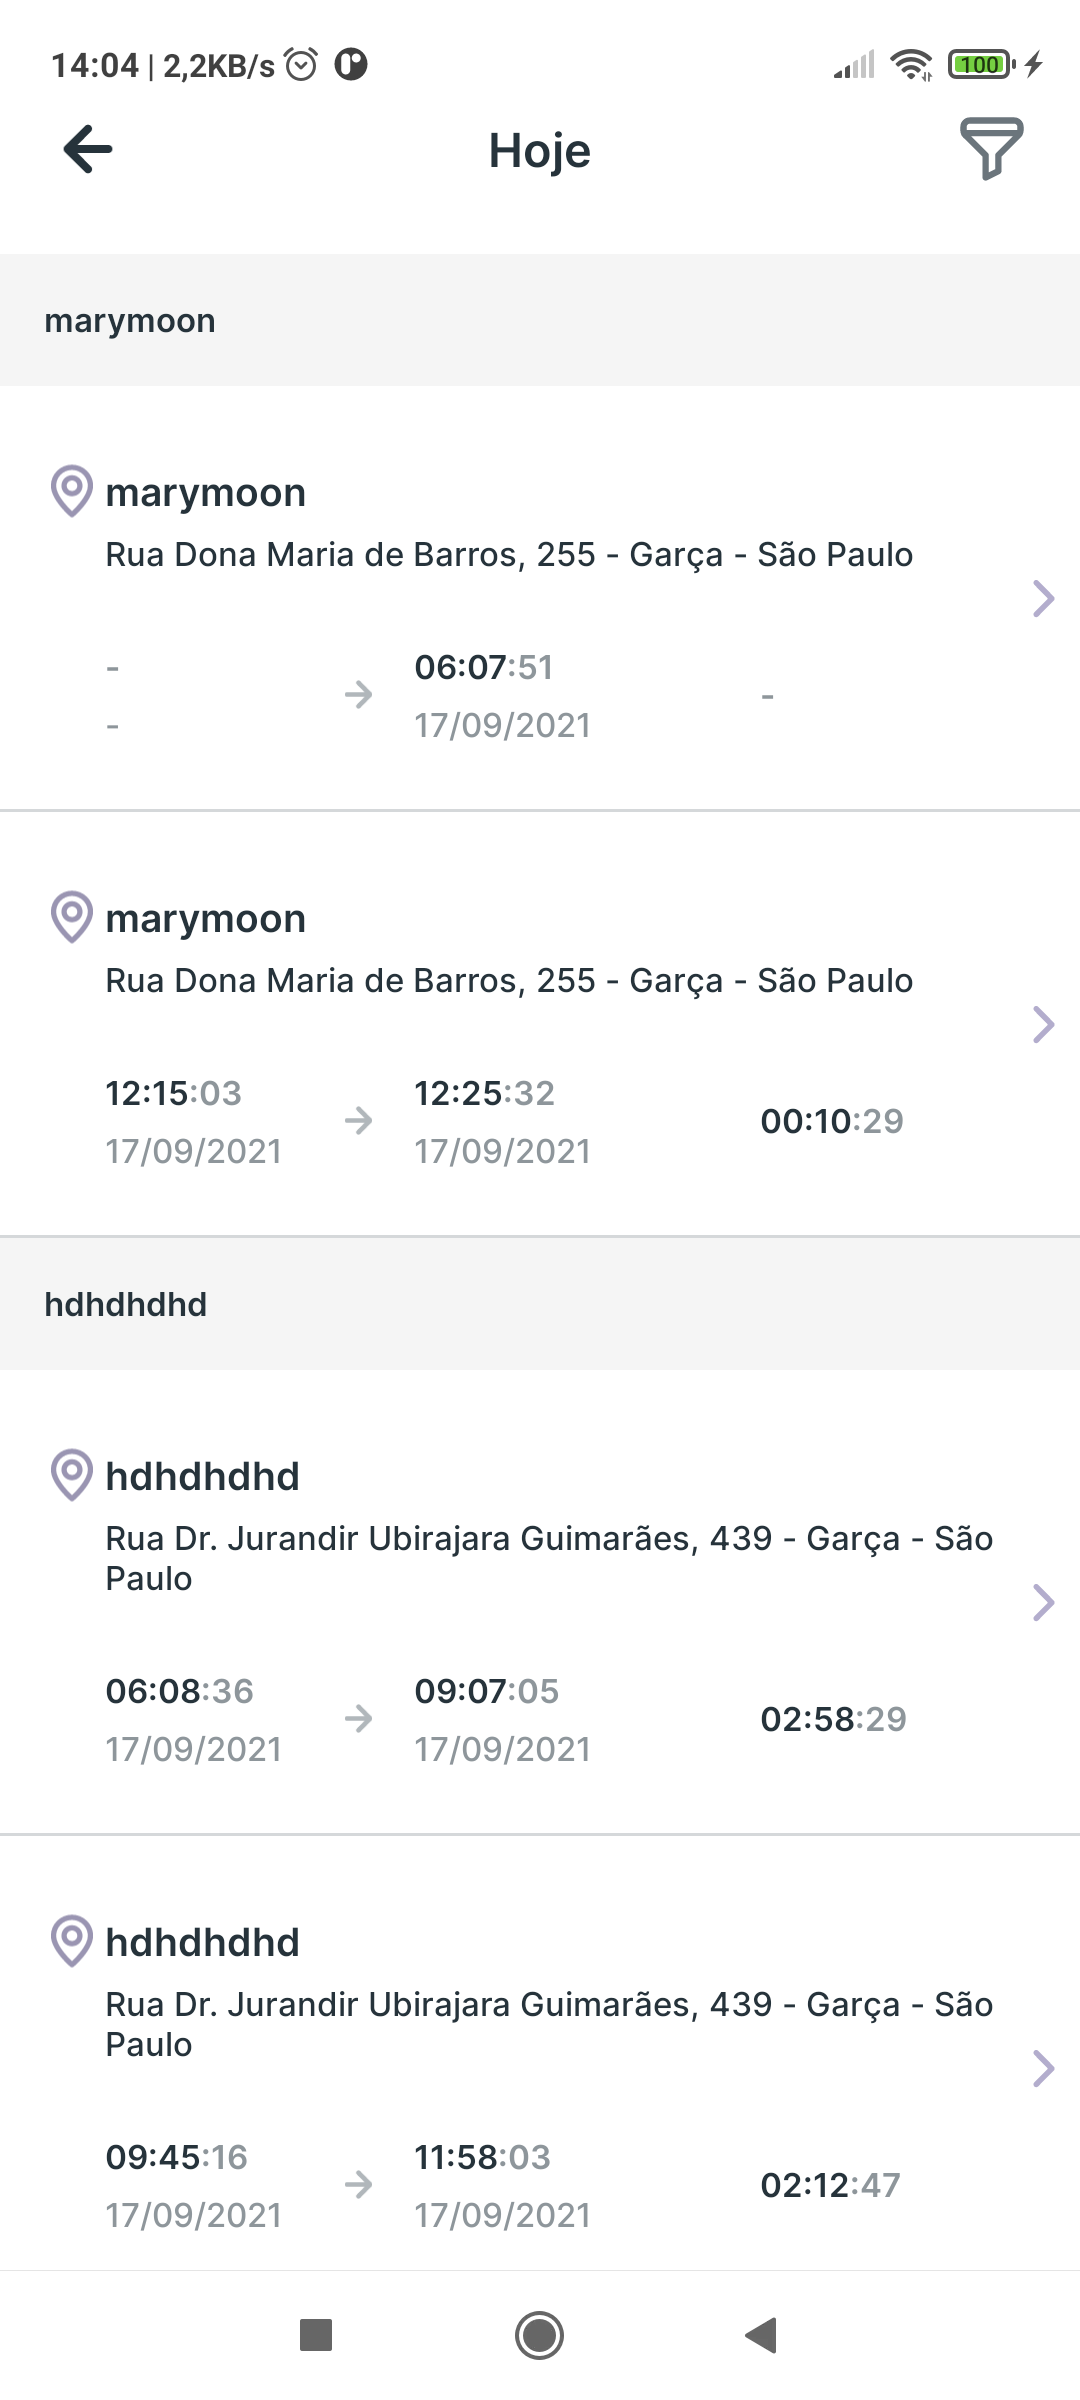 14:04 | 2,2KB/s
100
Hoje
marymoon
marymoon
Rua Dona Maria de Barros, 255 - Garça - São Paulo
- 06:07:51
- 17/09/2021 -
marymoon
Rua Dona Maria de Barros, 255 - Garça - São Paulo
12:15:03 12:25:32
00:10:29
17/09/2021 17/09/2021
hdhdhdhd
hdhdhdhd
Rua Dr. Jurandir Ubirajara Guimarães, 439 - Garça - São
Paulo
06:08:36 09:07:05
02:58:29
17/09/2021 17/09/2021
hdhdhdhd
Rua Dr. Jurandir Ubirajara Guimarães, 439 - Garça - São
Paulo
09:45:16 11:58:03
02:12:47
17/09/2021 17/09/2021